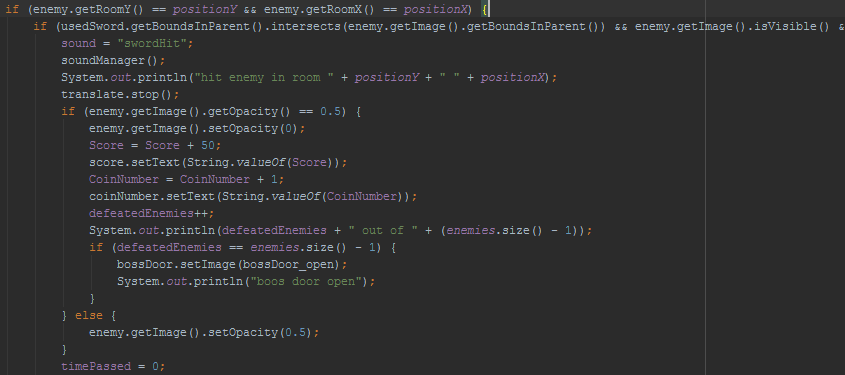 if (enemy.getRoomY() == positionY && enemy.getRoomX() == positionX) {
if (usedSword.getBoundsInParent().intersects(enemy.getImage().getBoundsInParent()) && enemy.getImage().isVisible() &
sound = "swordHit";
soundManager();
System.out.println("hit enemy in room " + positionY + " " + positionX);
translate.stop();
if (enemy.getImage().getOpacity() == 0.5) {
enemy.getImage().setOpacity(0);
Score = Score + 50;
score.setText(String.valueOf(Score));
CoinNumber = CoinNumber + 1;
coinNumber.setText(String.valueOf(CoinNumber));
defeatedEnemies++;
System.out.println(defeatedEnemies + " out of " + (enemies.size() - 1));
if (defeatedEnemies == enemies.size() - 1) {
bossDoor.setImage(bossDoor_open);
System.out.println("boos door open");
}
} else {
enemy.getImage().setOpacity(0.5);
}
timePassed = 0;